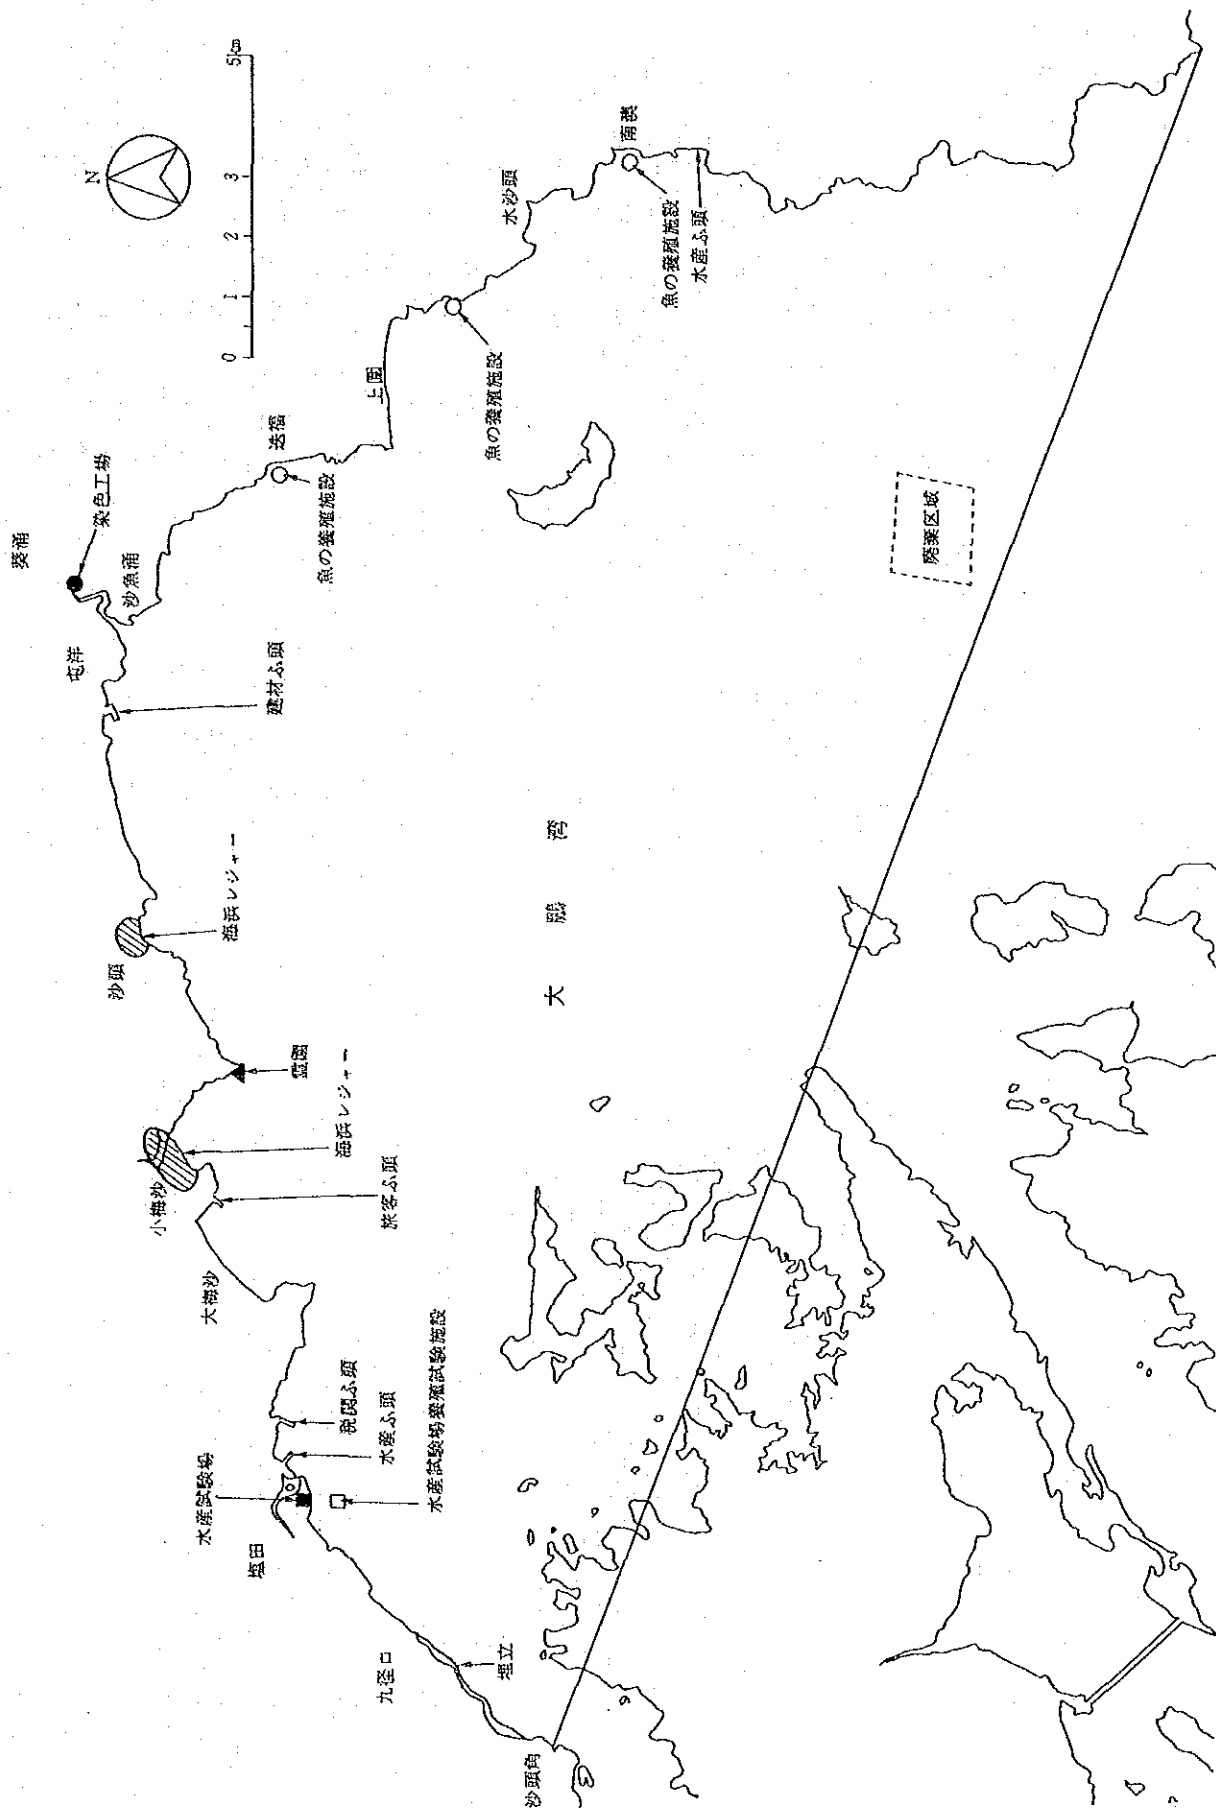 N
0 1 2 3 5km
葵涌
染色工場
沙魚涌
屯洋
建材ふ頭
迭福
魚の養殖施設
上圍
魚の養殖施設
水沙頭
南澳
魚の養殖施設
水産ふ頭
沙頭
海浜レジャー
霊園
小梅沙
海浜レジャー
旅客ふ頭
大梅沙
税関ふ頭
水産ふ頭
水産試験場
水産試験場養殖試験施設
塩田
九径口
埋立
沙頭角
大鵬湾
廃棄区域